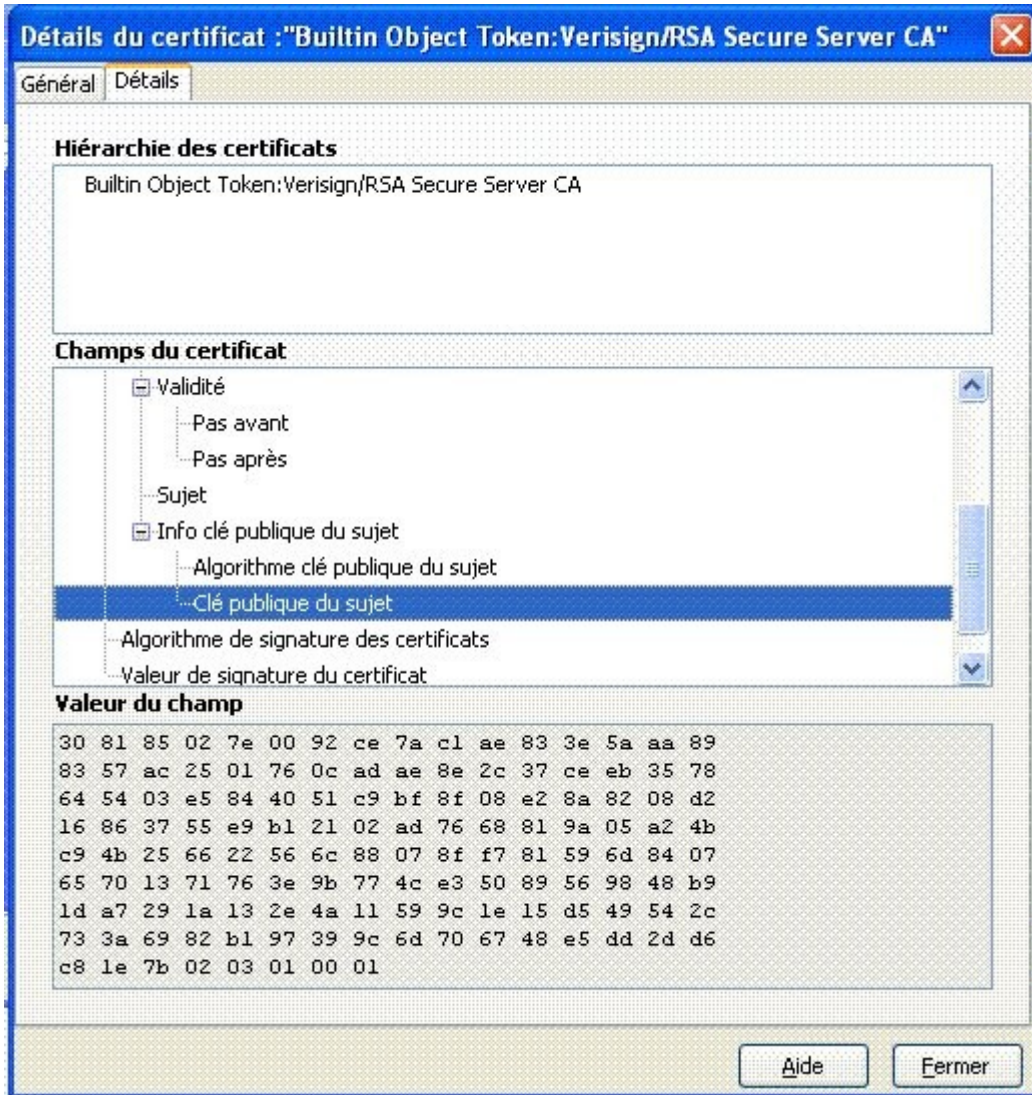 Détails du certificat :"Builtin Object Token:Verisign/RSA Secure Server CA"
Général Détails
Hiérarchie des certificats
Builtin Object Token:Verisign/RSA Secure Server CA
Champs du certificat
Validité
Pas avant
Pas après
Sujet
Info clé publique du sujet
Algorithme clé publique du sujet
Clé publique du sujet
Algorithme de signature des certificats
Valeur de signature du certificat
Valeur du champ
30 81 85 02 7e 00 92 ce 7a c1 ae 83 3e 5a aa 89
83 57 ac 25 01 76 0c ad ae 8e 2c 37 ce eb 35 78
64 54 03 e5 84 40 51 c9 bf 8f 08 e2 8a 82 08 d2
16 86 37 55 e9 b1 21 02 ad 76 68 81 9a 05 a2 4b
c9 4b 25 66 22 56 6c 88 07 8f f7 81 59 6d 84 07
65 70 13 71 76 3e 9b 77 4c e3 50 89 56 98 48 b9
1d a7 29 1a 13 2e 4a 11 59 9c 1e 15 d5 49 54 2c
73 3a 69 82 b1 97 39 9c 6d 70 67 48 e5 dd 2d d6
c8 1e 7b 02 03 01 00 01
Aide Fermer